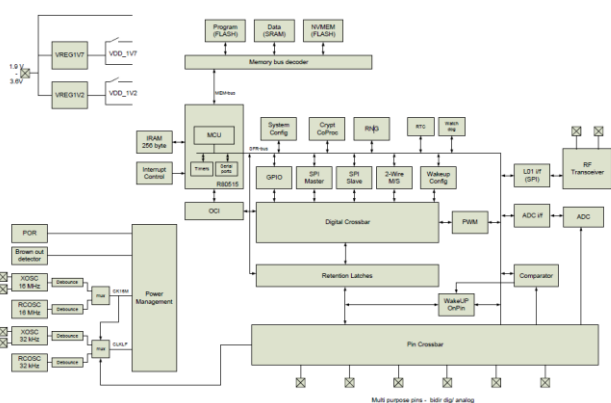 Program
(FLASH)
Data
(SRAM)
NVMEM
(FLASH)
Memory bus decoder
MEM-bus
1.9 V
-
3.6V
VREG1V7
VDD_1V7
VREG1V2
VDD_1V2
IRAM
256 byte
Interrupt
Control
MCU
Timers
Serial
ports
R80515
OCI
SFR-bus
System
Config
Crypt
CoProc
RNG
RTC
Watch
dog
GPIO
SPI
Master
SPI
Slave
2-Wire
M/S
Wakeup
Config
L01 i/f
(SPI)
RF
Transceiver
Digital Crossbar
PWM
ADC i/f
ADC
Retention Latches
Comparator
WakeUP
OnPin
Pin Crossbar
Multi purpose pins - bidir dig/ analog
POR
Brown out
detector
XOSC
16 MHz
Debounce
RCOSC
16 MHz
Debounce
XOSC
32 kHz
Debounce
RCOSC
32 kHz
Debounce
CLKLP
Power
Management